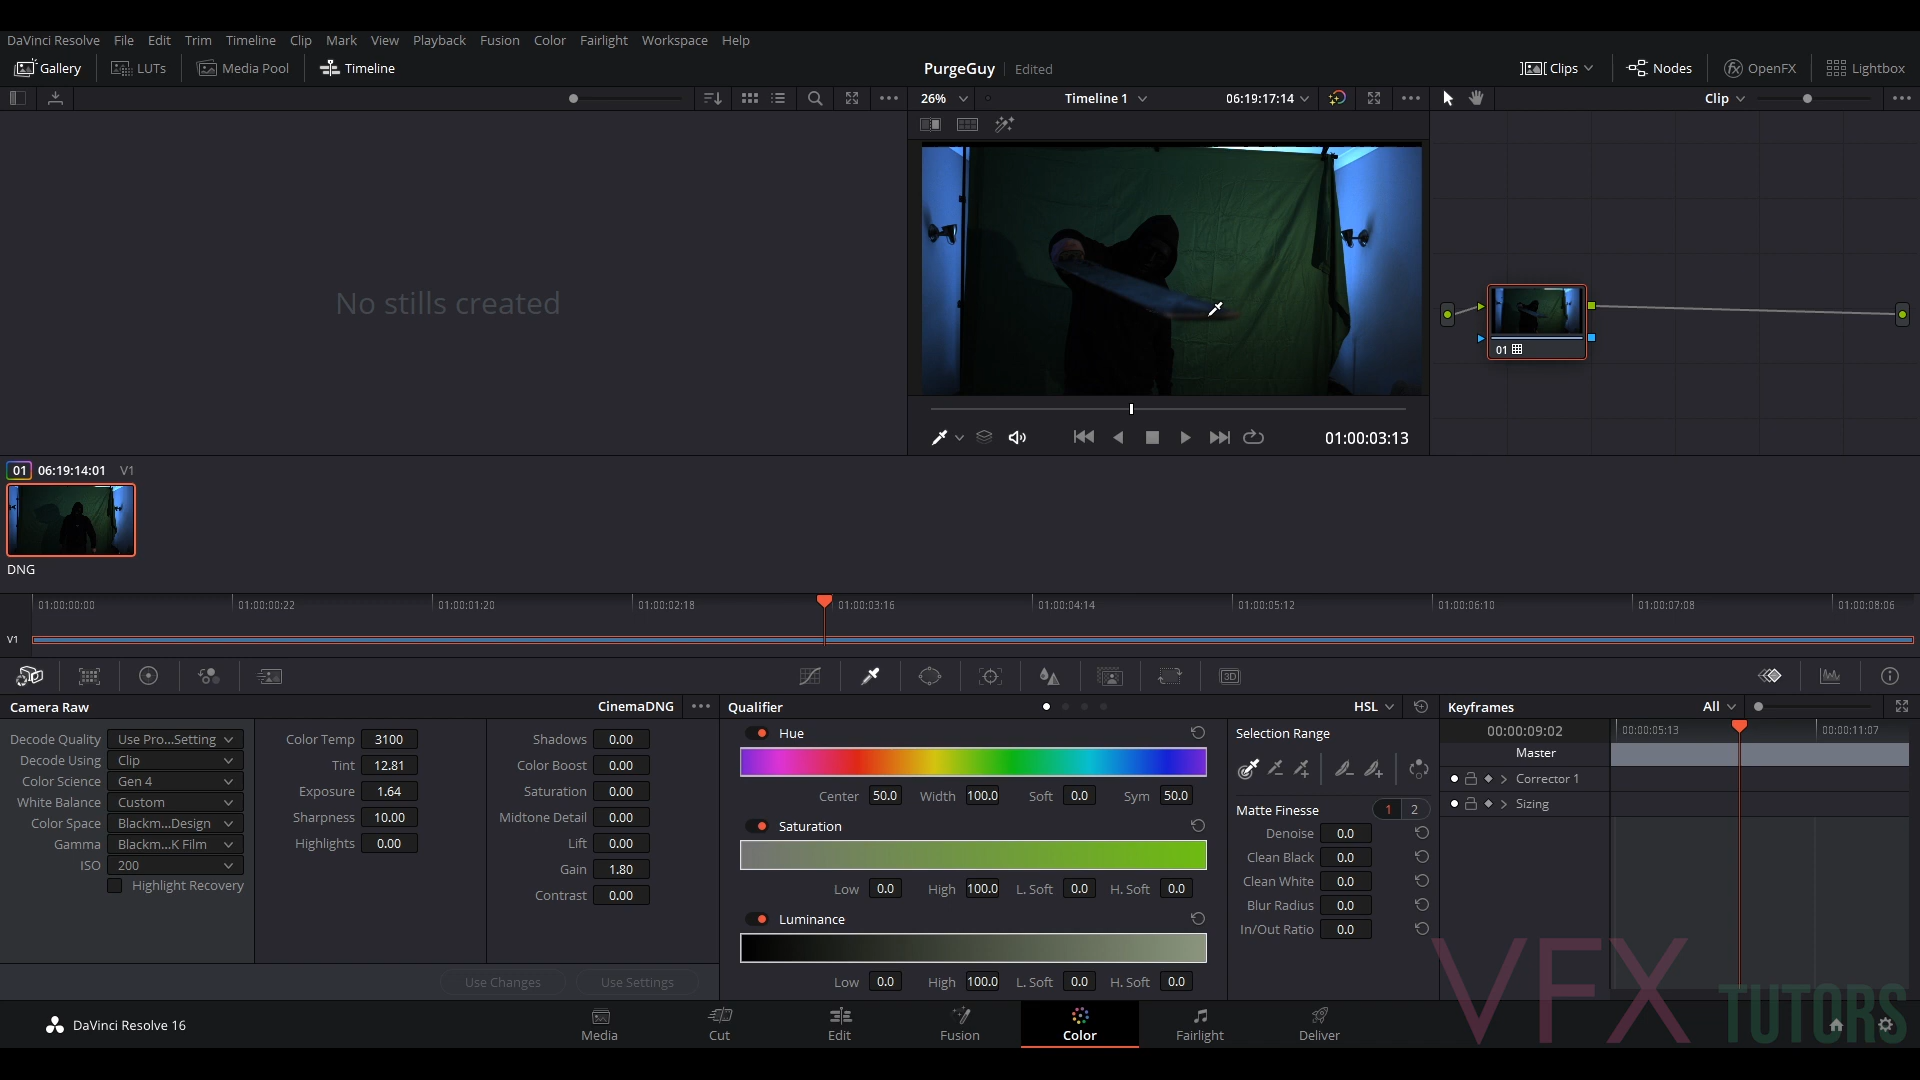 DaVinci Resolve File Edit Trim Timeline Clip Mark View Playback Fusion Color Fairlight Workspace Help
Gallery LUTs Media Pool Timeline PurgeGuy Edited Clips Nodes OpenFX Lightbox
26% Timeline 1 06:19:17:14 Clip
No stills created
01
01:00:03:13
01 06:19:14:01 V1
DNG
01:00:00:00 01:00:00:22 01:00:01:20 01:00:02:18 01:00:03:16 01:00:04:14 01:00:05:12 01:00:06:10 01:00:07:08 01:00:08:06
V1
3D
Camera Raw CinemaDNG
Decode Quality Use Pro...Setting
Decode Using Clip
Color Science Gen 4
White Balance Custom
Color Space Blackm...Design
Gamma Blackm...K Film
ISO 200
Highlight Recovery
Color Temp 3100
Tint 12.81
Exposure 1.64
Sharpness 10.00
Highlights 0.00
Shadows 0.00
Color Boost 0.00
Saturation 0.00
Midtone Detail 0.00
Lift 0.00
Gain 1.80
Contrast 0.00
Use Changes Use Settings
Qualifier HSL
Hue
Center 50.0 Width 100.0 Soft 0.0 Sym 50.0
Saturation
Low 0.0 High 100.0 L. Soft 0.0 H. Soft 0.0
Luminance
Low 0.0 High 100.0 L. Soft 0.0 H. Soft 0.0
Selection Range
Matte Finesse 1 2
Denoise 0.0
Clean Black 0.0
Clean White 0.0
Blur Radius 0.0
In/Out Ratio 0.0
Keyframes All
00:00:09:02 00:00:05:13 00:00:11:07
Master
Corrector 1
Sizing
VFX TUTORS
DaVinci Resolve 16 Media Cut Edit Fusion Color Fairlight Deliver